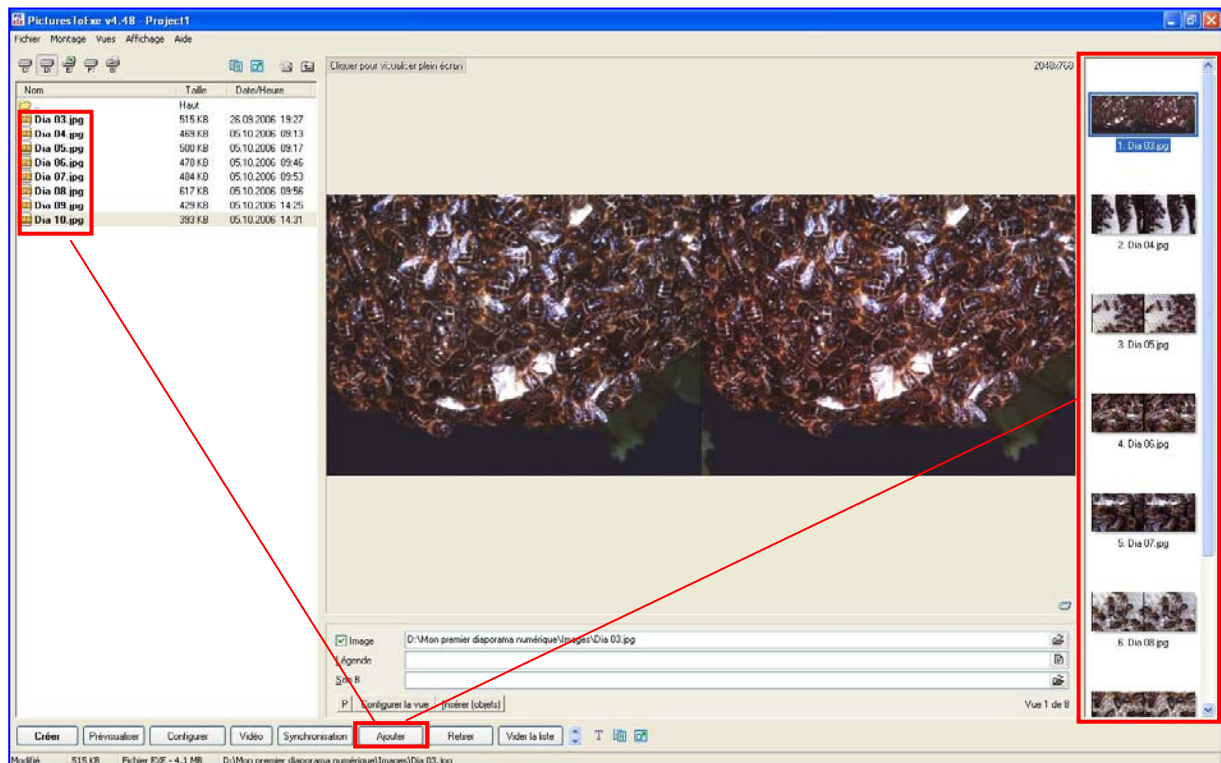 PicturesToExe v4.48 - Project1
Fichier Montage Vues Affichage Aide
Cliquer pour visualiser plein écran
2048x768
Nom Taille Date/Heure
.. Haut
Dia 03.jpg 515 KB 26.09.2006 19:27
Dia 04.jpg 469 KB 05.10.2006 09:13
Dia 05.jpg 500 KB 05.10.2006 09:17
Dia 06.jpg 478 KB 05.10.2006 09:46
Dia 07.jpg 484 KB 05.10.2006 09:53
Dia 08.jpg 617 KB 05.10.2006 09:56
Dia 09.jpg 429 KB 05.10.2006 14:25
Dia 10.jpg 393 KB 05.10.2006 14:31
1. Dia 03.jpg
2. Dia 04.jpg
3. Dia 05.jpg
4. Dia 06.jpg
5. Dia 07.jpg
6. Dia 08.jpg
Image D:\Mon premier diaporama numérique\Images\Dia 03.jpg
Légende
Son B
P Configurer la vue Insérer (objets) Vue 1 de 8
Créer Prévisualiser Configurer Vidéo Synchronisation Ajouter Retirer Vider la liste T
Modifié 515 KB Fichier EXE - 4.1 MB D:\Mon premier diaporama numérique\Images\Dia 03.jpg